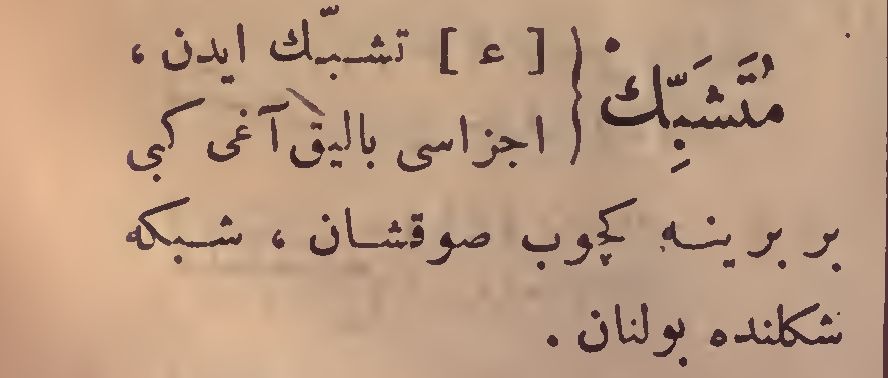 مُتَشَبِّك { [ ع ] تشبّك ایدن ،
اجزاسی بالیق آغی کبی
بر برینه کچوب صوقشان ، شبکه
شکلنده بولنان .